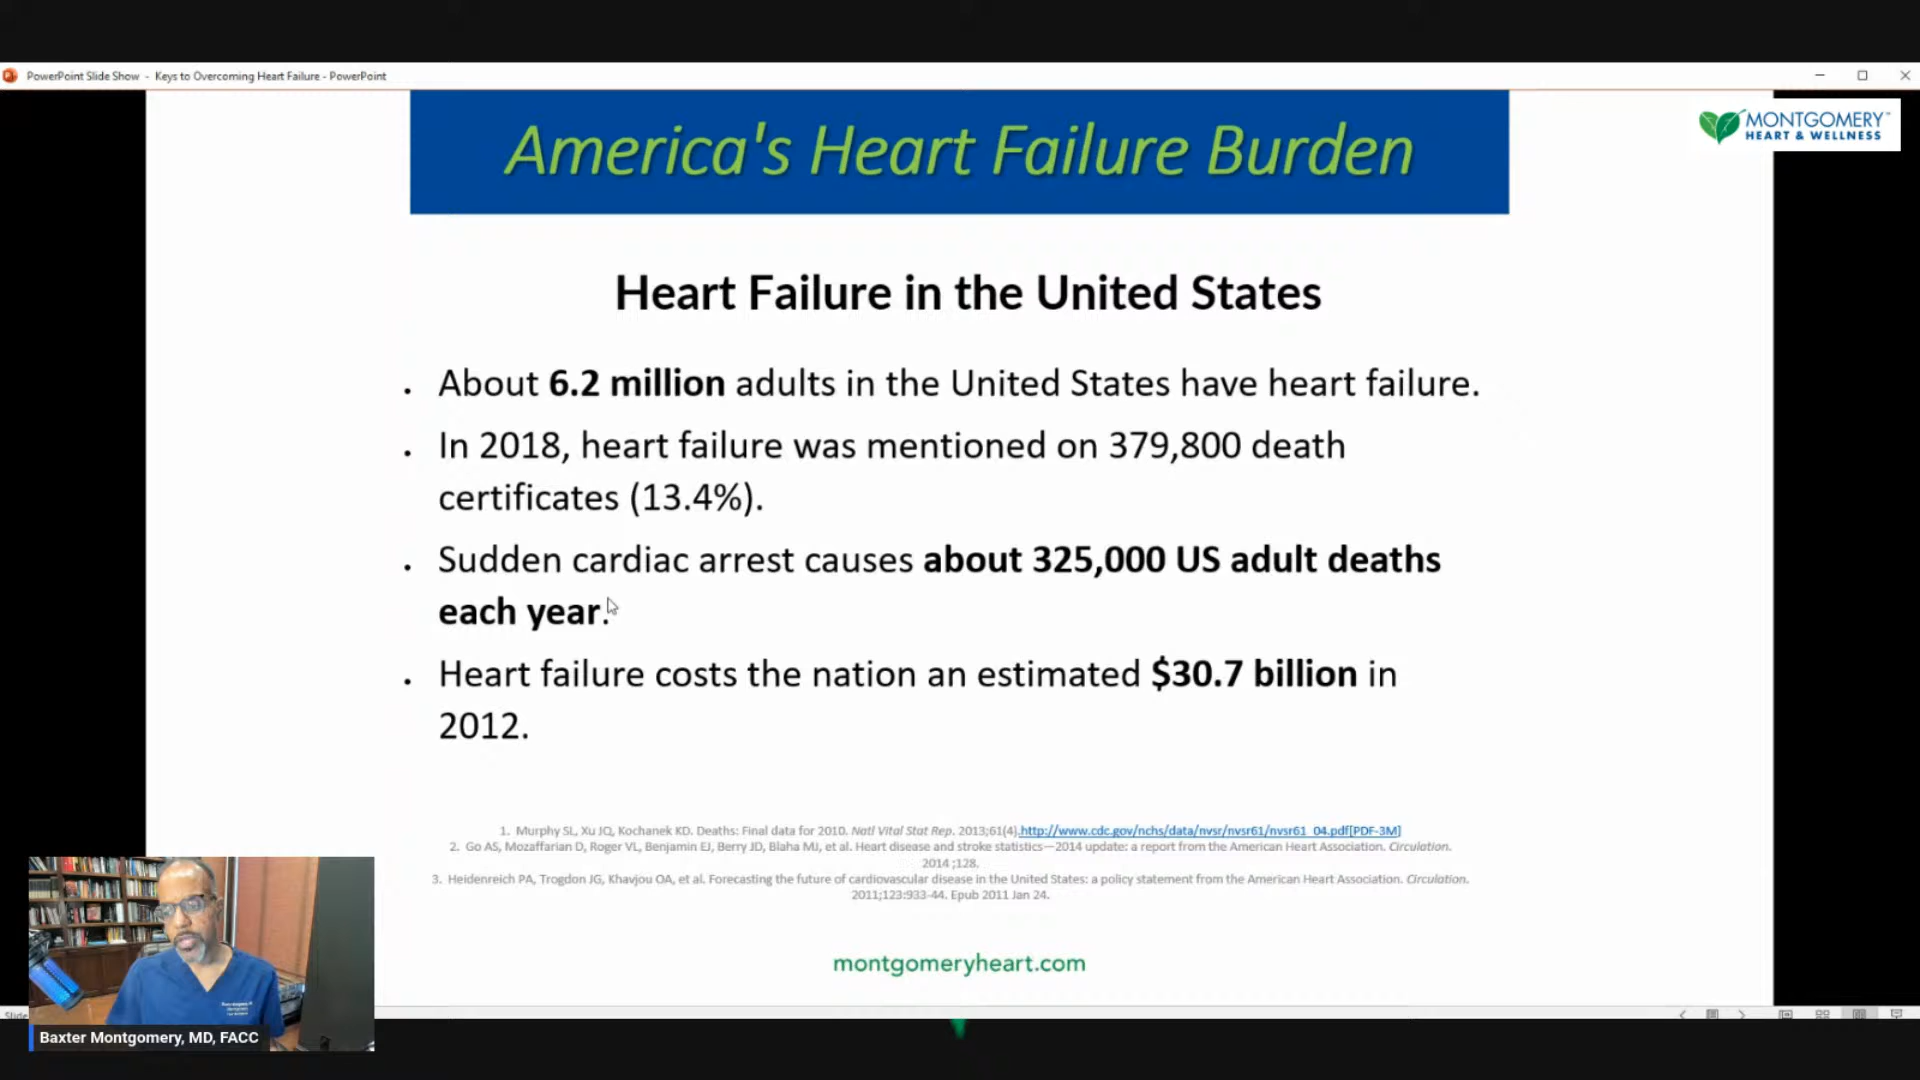 PowerPoint Slide Show - Keys to Overcoming Heart Failure - PowerPoint
America's Heart Failure Burden
MONTGOMERY™
HEART & WELLNESS
Heart Failure in the United States
• About 6.2 million adults in the United States have heart failure.
• In 2018, heart failure was mentioned on 379,800 death
certificates (13.4%).
• Sudden cardiac arrest causes about 325,000 US adult deaths
each year.
• Heart failure costs the nation an estimated $30.7 billion in
2012.
1. Murphy SL, Xu JQ, Kochanek KD. Deaths: Final data for 2010. Natl Vital Stat Rep. 2013;61(4).http://www.cdc.gov/nchs/data/nvsr/nvsr61/nvsr61_04.pdf[PDF-3M]
2. Go AS, Mozaffarian D, Roger VL, Benjamin EJ, Berry JD, Blaha MJ, et al. Heart disease and stroke statistics—2014 update: a report from the American Heart Association. Circulation.
2014 ;128.
3. Heidenreich PA, Trogdon JG, Khavjou OA, et al. Forecasting the future of cardiovascular disease in the United States: a policy statement from the American Heart Association. Circulation.
2011;123:933-44. Epub 2011 Jan 24.
montgomeryheart.com
Slide
Baxter Montgomery, MD, FACC